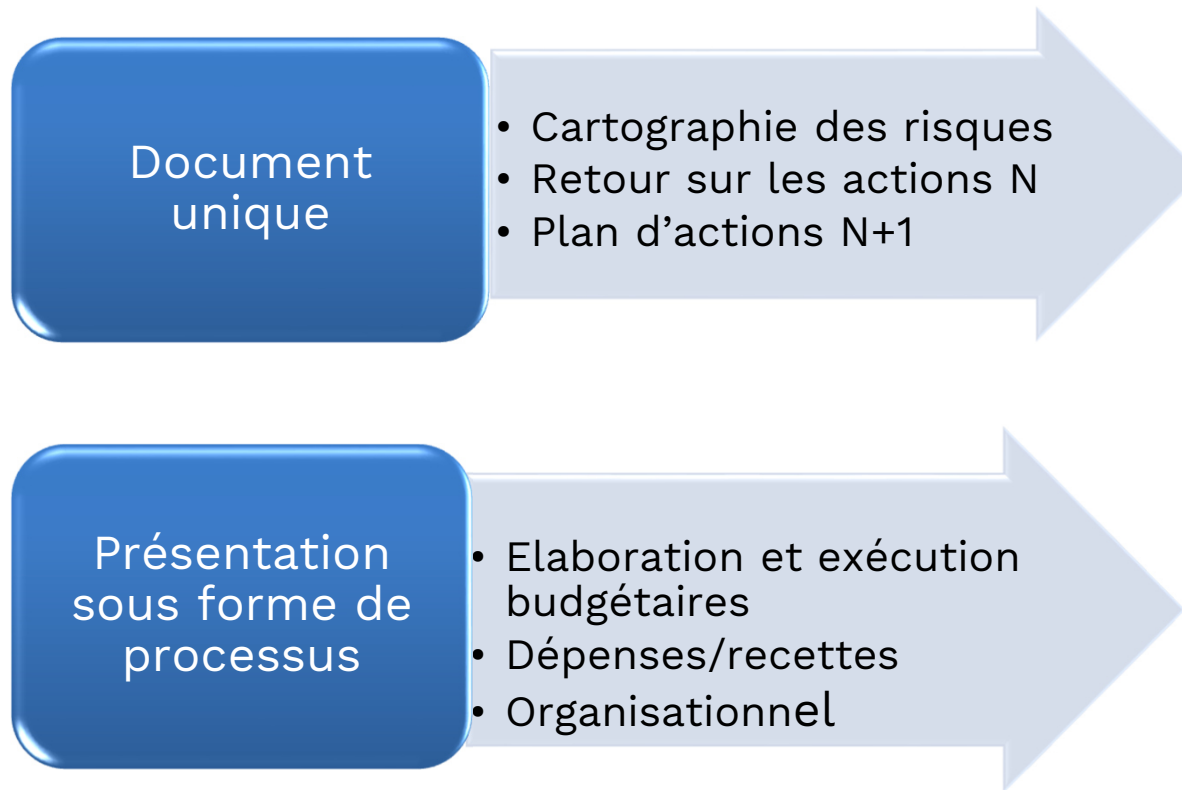 Document
unique
• Cartographie des risques
• Retour sur les actions N
• Plan d’actions N+1
Présentation
sous forme de
processus
• Elaboration et exécution
budgétaires
• Dépenses/recettes
• Organisationnel